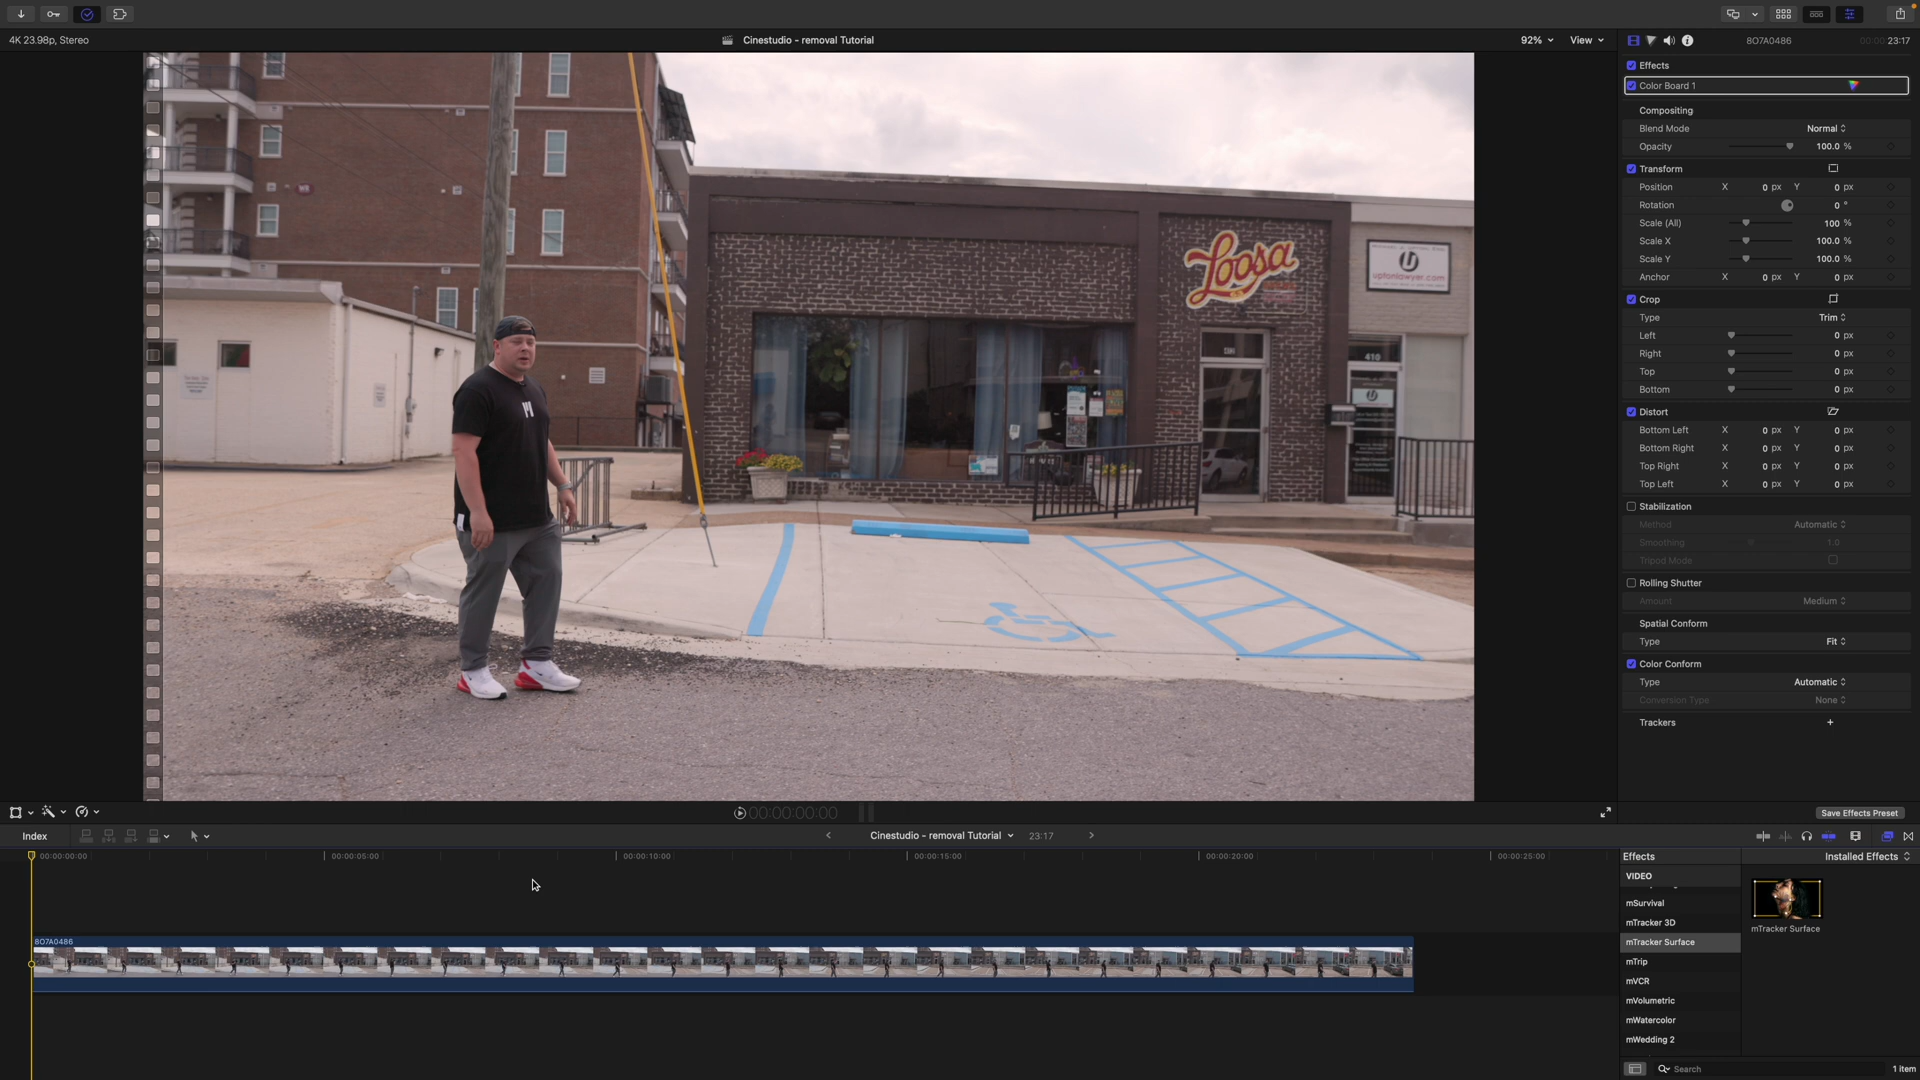 4K 23.98p, Stereo
Cinestudio - removal Tutorial
92%
View
8O7A0486
00:00:00:23:17
Effects
Color Board 1
Compositing
Blend Mode Normal
Opacity 100.0 %
Transform
Position X 0 px Y 0 px
Rotation 0 °
Scale (All) 100 %
Scale X 100.0 %
Scale Y 100.0 %
Anchor X 0 px Y 0 px
Crop
Type Trim
Left 0 px
Right 0 px
Top 0 px
Bottom 0 px
Distort
Bottom Left X 0 px Y 0 px
Bottom Right X 0 px Y 0 px
Top Right X 0 px Y 0 px
Top Left X 0 px Y 0 px
Stabilization
Method Automatic
Smoothing 1.0
Tripod Mode
Rolling Shutter
Amount Medium
Spatial Conform
Type Fit
Color Conform
Type Automatic
Conversion Type None
Trackers +
Save Effects Preset
Loosa
uptonlawyer.com
412
410
00:00:00:00
Index
Cinestudio - removal Tutorial
23:17
00:00:00:00
00:00:05:00
00:00:10:00
00:00:15:00
00:00:20:00
00:00:25:00
8O7A0486
Effects
Installed Effects
VIDEO
mSurvival
mTracker 3D
mTracker Surface
mTrip
mVCR
mVolumetric
mWatercolor
mWedding 2
mTracker Surface
Search
1 item